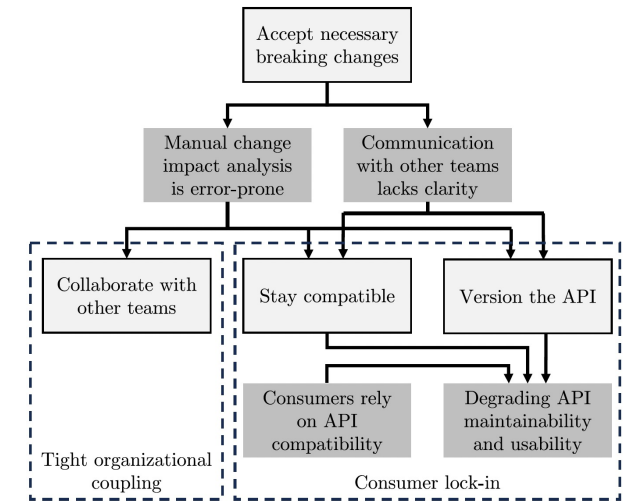 Accept necessary
breaking changes
Manual change
impact analysis
is error-prone
Communication
with other teams
lacks clarity
Collaborate with
other teams
Stay compatible
Version the API
Consumers rely
on API
compatibility
Degrading API
maintainability
and usability
Tight organizational
coupling
Consumer lock-in